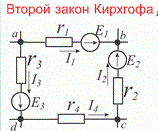 Второй закон Кирхгофа
a r₁ E₁ b
I₁
r₃ I₂ E₂
I₃
E₃ r₂
r₄ I₄
d c